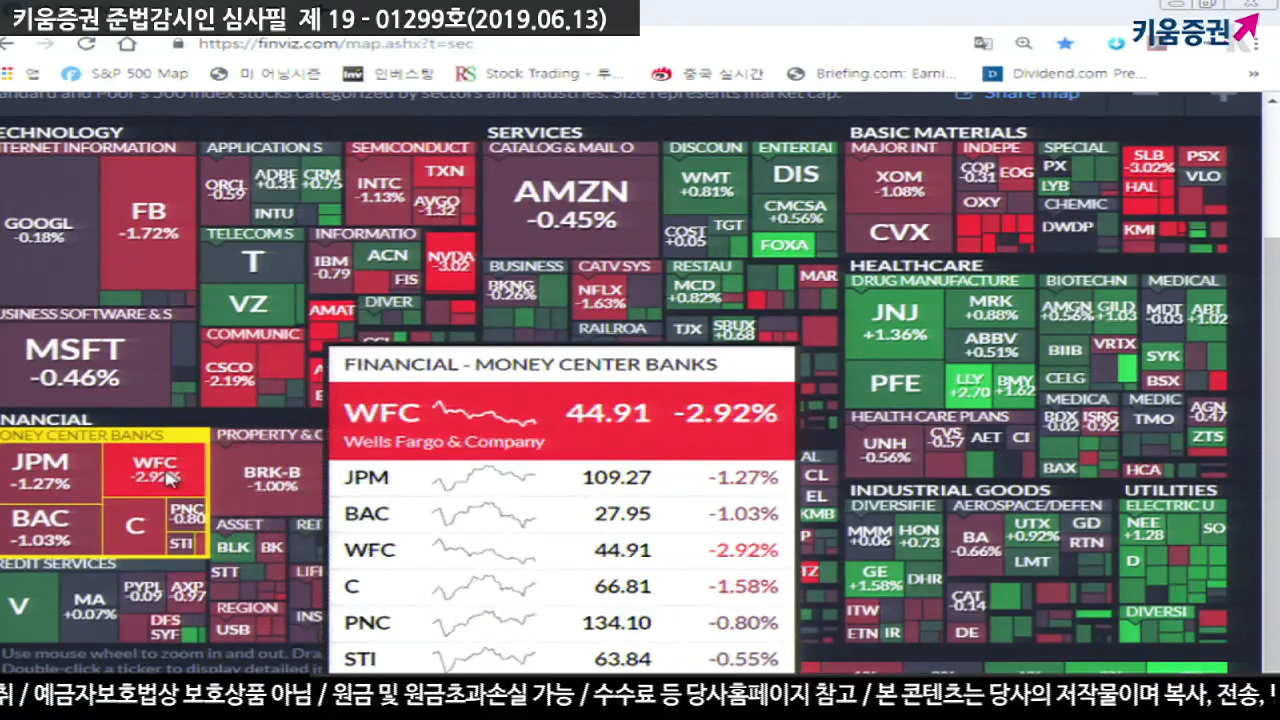 키움증권 준법감시인 심사필 제 19 - 01299호(2019.06.13)
키움증권
https://finviz.com/map.ashx?t=sec
앱 S&P 500 Map 미 어닝시즌 Inv 인베스팅 RS Stock Trading - 투... 중국 실시간 Briefing.com: Earni... D Dividend.com Pre...
andard and Poor's 500 index stocks categorized by sectors and industries. Size represents market cap. Share map
ECHNOLOGY
TERNET INFORMATION
GOOGL
-0.18%
FB
-1.72%
APPLICATION S
ORCL
-0.59
ADBE
+0.31
CRM
+0.75
INTU
SEMICONDUCT
INTC
-1.13%
TXN
AVGO
-1.32
TELECOM S
T
VZ
INFORMATIO
IBM
-0.79
ACN
FIS
NVDA
-3.02
AMAT
DIVER
COMMUNIC
CSCO
-2.19%
USINESS SOFTWARE & S
MSFT
-0.46%
SERVICES
CATALOG & MAIL O
AMZN
-0.45%
DISCOUN
WMT
+0.81%
COST
+0.05
TGT
ENTERTAI
DIS
CMCSA
+0.56%
FOXA
BUSINESS
BKNG
-0.26%
CATV SYS
NFLX
-1.63%
RESTAU
MCD
+0.82%
SBUX
+0.68
RAILROA
TJX
MAR
AL
CL
EL
KMB
P
TZ
BASIC MATERIALS
MAJOR INT
XOM
-1.08%
CVX
INDEPE
COP
-0.31
EOG
OXY
SPECIAL
PX
LYB
CHEMIC
DWDP
SLB
-3.02%
HAL
PSX
VLO
KMI
HEALTHCARE
DRUG MANUFACTURE
JNJ
+1.36%
MRK
+0.88%
ABBV
+0.51%
PFE
LLY
+2.70
BMY
+1.62
BIOTECHN
AMGN
+0.56%
GILD
+1.03
BIIB
VRTX
CELG
MEDICAL
MDT
-0.03
ABT
+1.02
SYK
BSX
HEALTH CARE PLANS
UNH
-0.56%
CVS
-0.57
AET
CI
MEDICA
BDX
-0.02
ISRG
-0.92
BAX
MEDIC
TMO
AGN
-0.47
ZTS
HCA
INDUSTRIAL GOODS
DIVERSIFIE
MMM
+0.06
HON
+0.73
GE
+1.58%
DHR
ITW
ETN
IR
AEROSPACE/DEFEN
BA
-0.66%
UTX
+0.92%
GD
RTN
LMT
CAT
-0.14
DE
UTILITIES
ELECTRIC U
NEE
+1.28
SO
D
DIVERSI
NANCIAL
ONEY CENTER BANKS
JPM
-1.27%
WFC
-2.92%
BAC
-1.03%
C
PNC
-0.80
STI
PROPERTY & C
BRK-B
-1.00%
ASSET
BLK
BK
STT
REI
LIFE
INS
REGION
USB
REDIT SERVICES
V
MA
+0.07%
PYPL
-0.09
AXP
-0.97
DFS
SYF
FINANCIAL - MONEY CENTER BANKS
WFC 44.91 -2.92%
Wells Fargo & Company
JPM 109.27 -1.27%
BAC 27.95 -1.03%
WFC 44.91 -2.92%
C 66.81 -1.58%
PNC 134.10 -0.80%
STI 63.84 -0.55%
Use mouse wheel to zoom in and out. Dra
Double-click a ticker to display detailed i
취 / 예금자보호법상 보호상품 아님 / 원금 및 원금초과손실 가능 / 수수료 등 당사홈페이지 참고 / 본 콘텐츠는 당사의 저작물이며 복사, 전송,